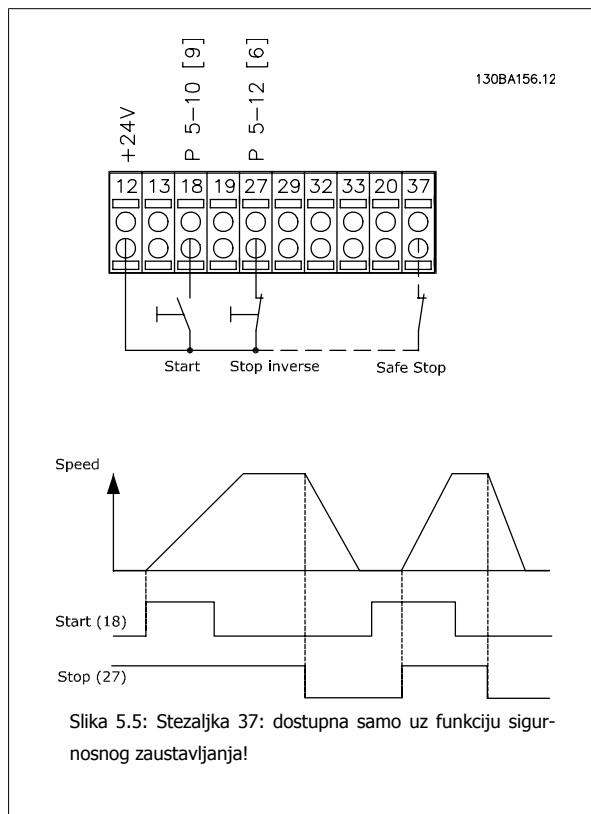 +24V
P 5-10 [9]
P 5-12 [6]
130BA156.12
12 13 18 19 27 29 32 33 20 37
Start
Stop inverse
Safe Stop
Speed
Start (18)
Stop (27)
Slika 5.5: Stezaljka 37: dostupna samo uz funkciju sigur-
nosnog zaustavljanja!